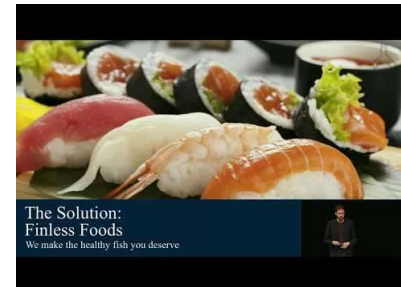 The Solution:
Finless Foods
We make the healthy fish you deserve